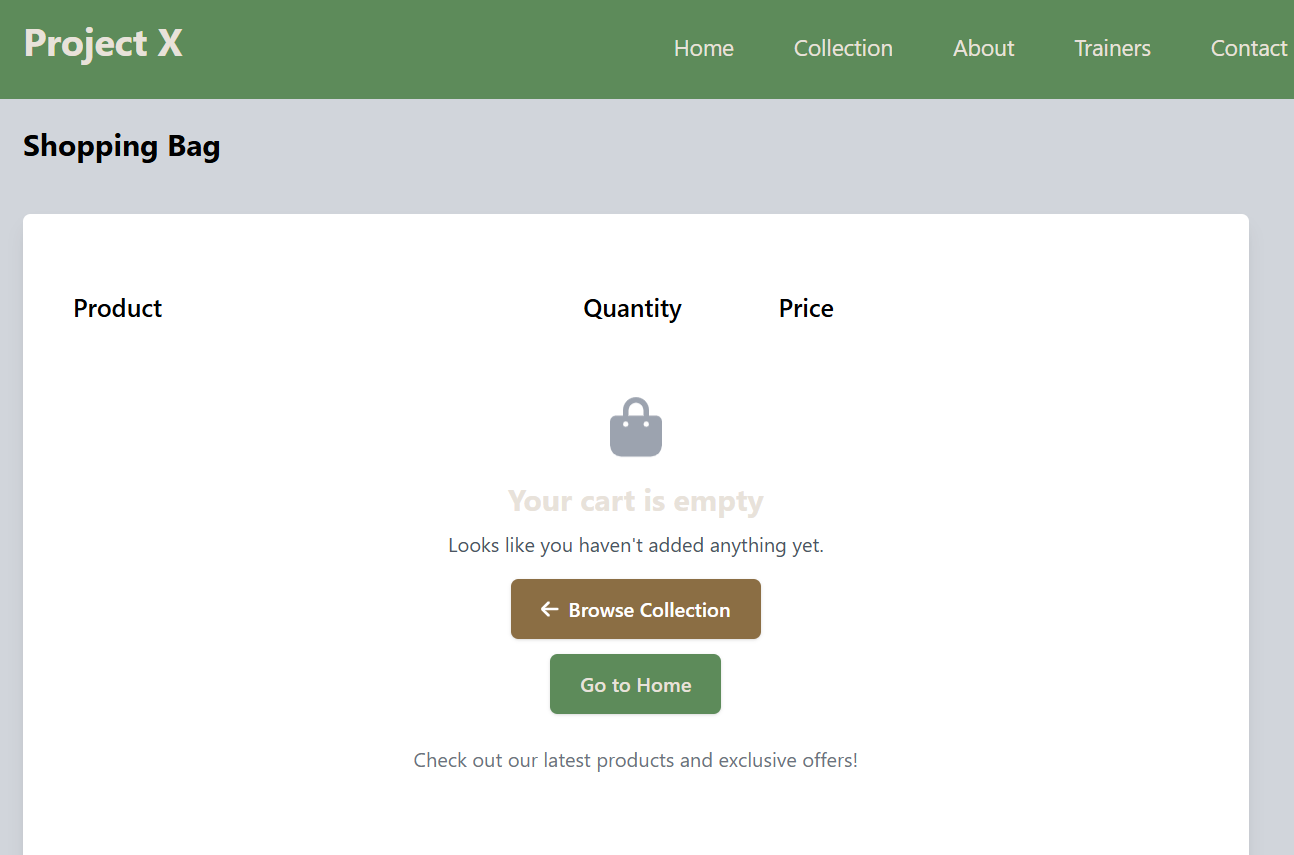 Project X
Home Collection About Trainers Contact
Shopping Bag
Product Quantity Price
Your cart is empty
Looks like you haven't added anything yet.
Browse Collection
Go to Home
Check out our latest products and exclusive offers!